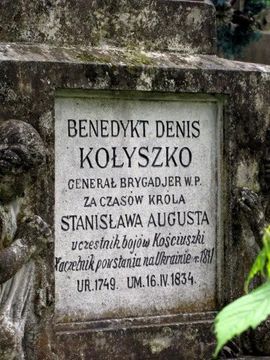 BENEDYKT DENIS
KOŁYSZKO
GENERAŁ BRYGADJER W.P.
ZA CZASÓW KRÓLA
STANISŁAWA AUGUSTA
uczestnik bojów Kościuszki
Naczelnik powstania na Ukrainie r. 1831
UR. 1749. UM. 16.IV. 1834.